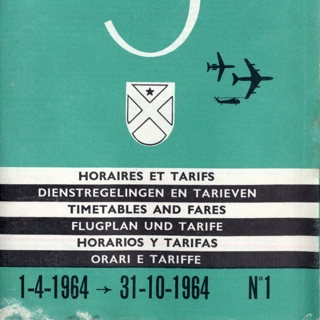 HORAIRES ET TARIFS
DIENSTREGELINGEN EN TARIEVEN
TIMETABLES AND FARES
FLUGPLAN UND TARIFE
HORARIOS Y TARIFAS
ORARI E TARIFFE
1-4-1964 → 31-10-1964 N°1